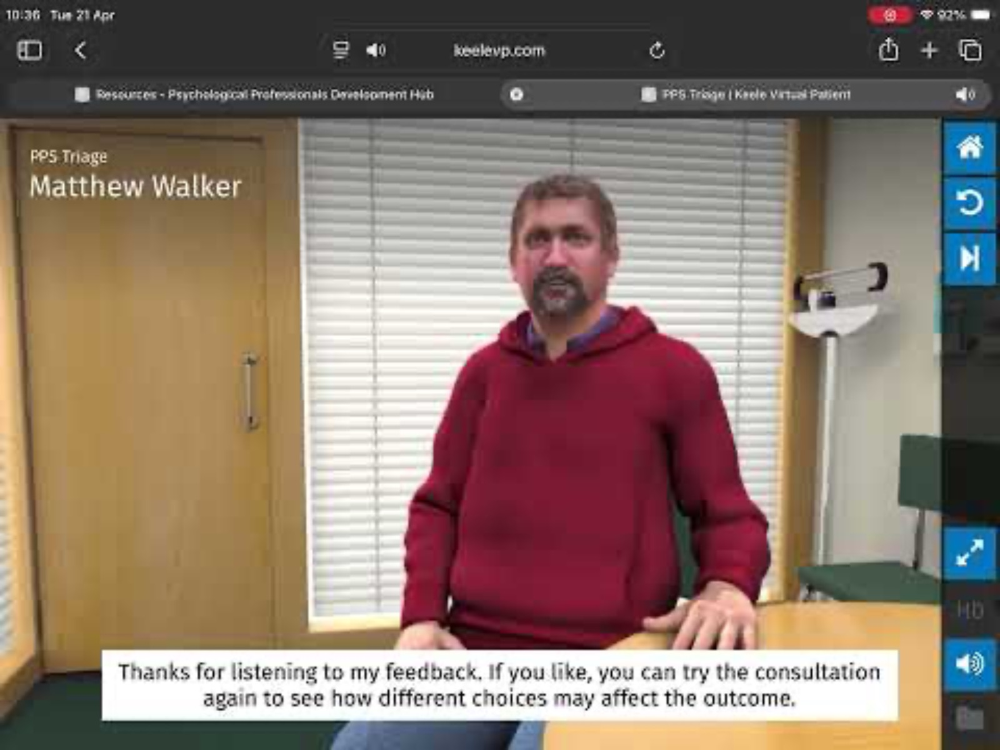 10:36 Tue 21 Apr
92%
keelevp.com
Resources - Psychological Professionals Development Hub
PPS Triage | Keele Virtual Patient
PPS Triage
Matthew Walker
HD
Thanks for listening to my feedback. If you like, you can try the consultation
again to see how different choices may affect the outcome.